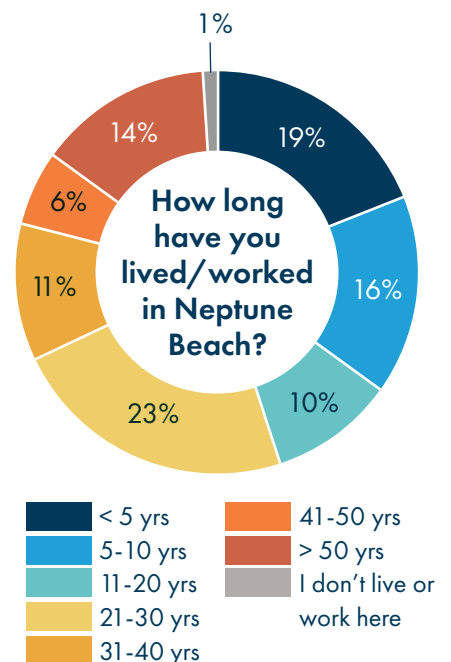 1%
14%
19%
6%
11%
16%
23%
10%
How long
have you
lived/worked
in Neptune
Beach?
< 5 yrs
5-10 yrs
11-20 yrs
21-30 yrs
31-40 yrs
41-50 yrs
> 50 yrs
I don't live or
work here